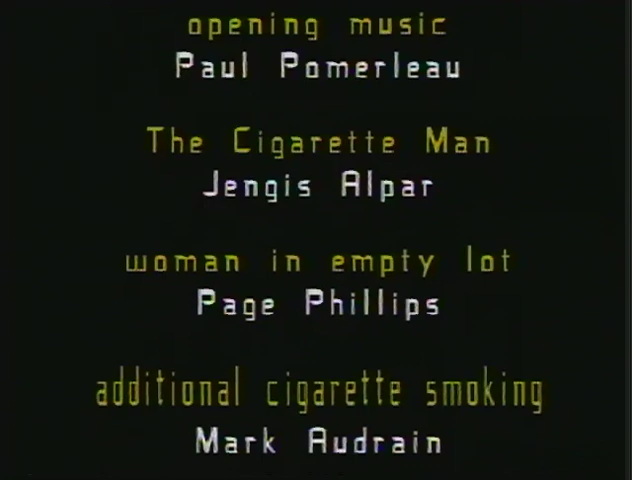 opening music
Paul Pomerleau
The Cigarette Man
Jengis Alpar
woman in empty lot
Page Phillips
additional cigarette smoking
Mark Audrain